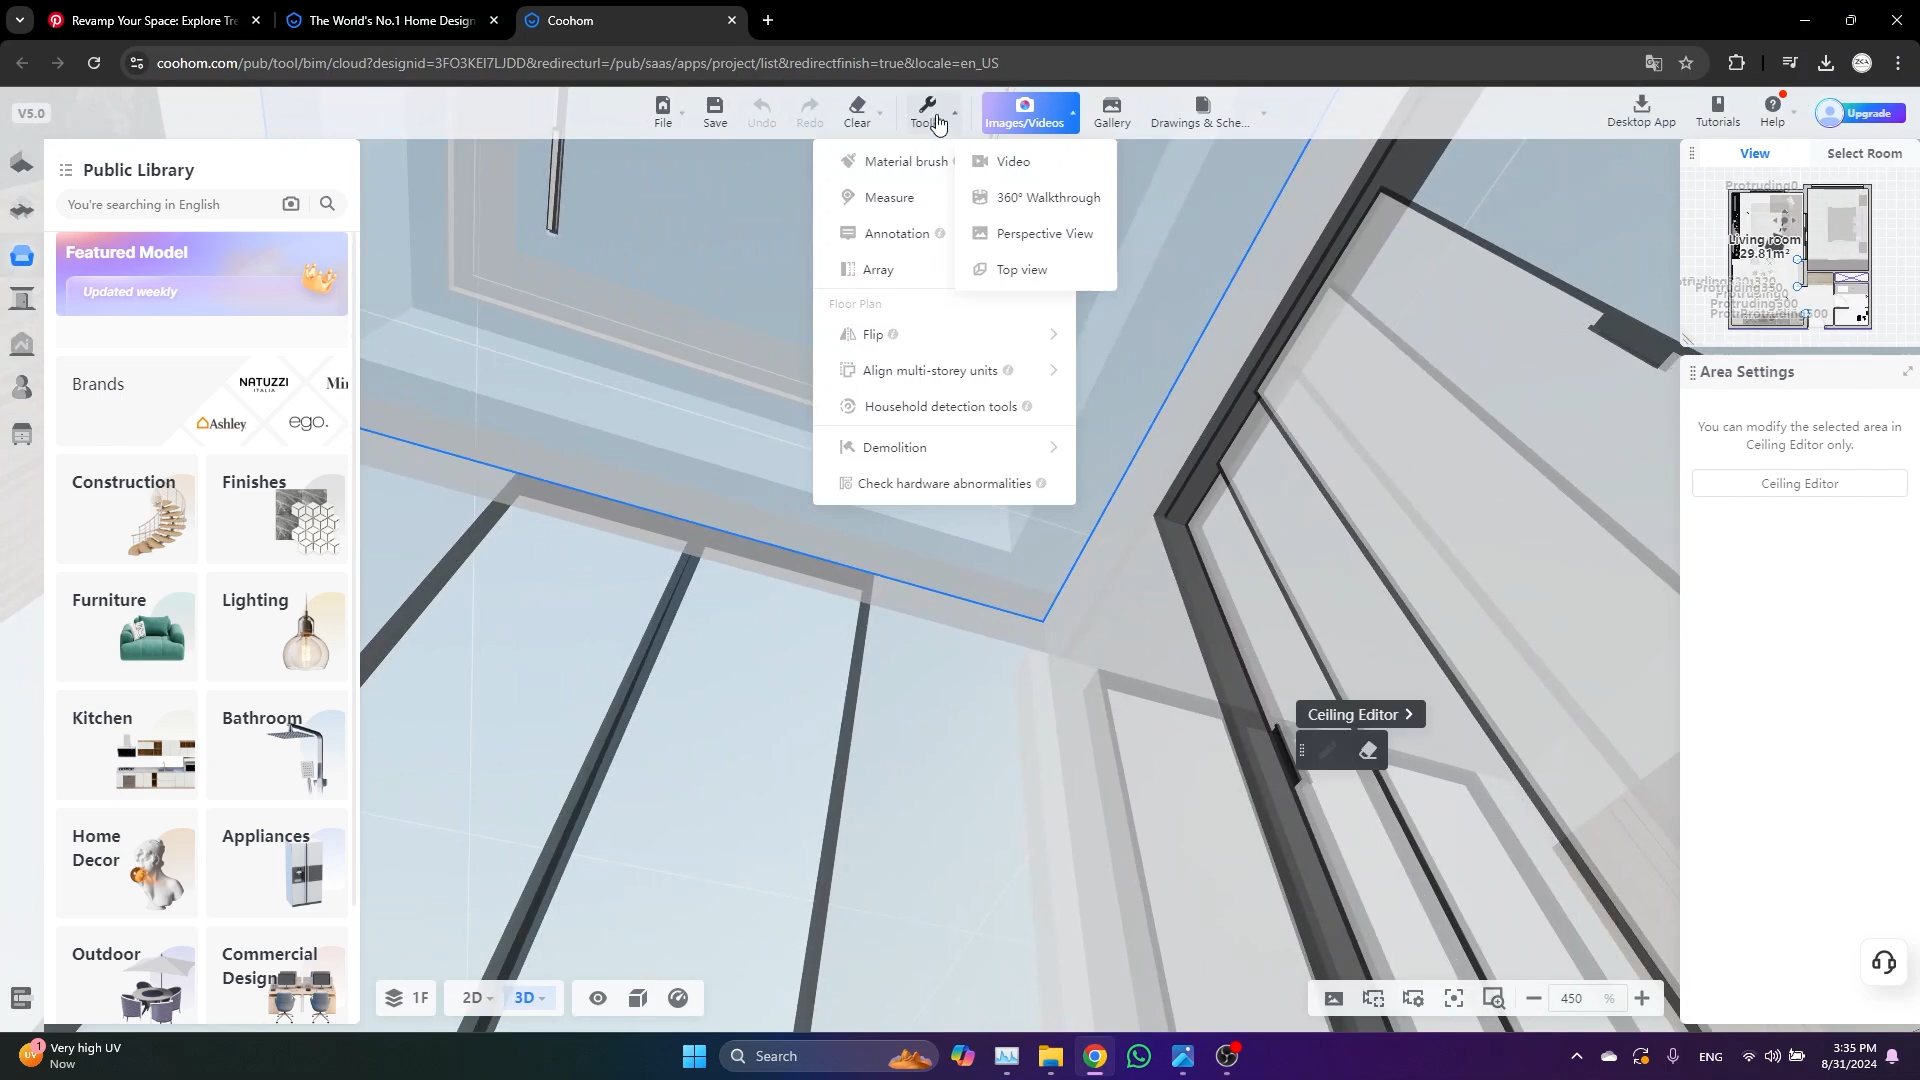 Revamp Your Space: Explore Tre
The World's No.1 Home Design
Coohom
coohom.com/pub/tool/bim/cloud?designid=3FO3KEI7LJDD&redirecturl=/pub/saas/apps/project/list&redirectfinish=true&locale=en_US
V5.0
File
Save
Undo
Redo
Clear
Images/Videos
Gallery
Drawings & Sche...
Desktop App
Tutorials
Help
Upgrade
Public Library
You're searching in English
Featured Model
Updated weekly
Brands
NATUZZI
ITALIA
Ashley
ego.
Construction
Finishes
Furniture
Lighting
Kitchen
Bathroom
Home
Decor
Appliances
Outdoor
Commercial
Design
Material brush
Measure
Annotation
Array
Floor Plan
Flip
Align multi-storey units
Household detection tools
Demolition
Check hardware abnormalities
Video
360° Walkthrough
Perspective View
Top view
View
Select Room
Protruding0
Living room
29.81m²
Area Settings
You can modify the selected area in
Ceiling Editor only.
Ceiling Editor
Ceiling Editor
1F
2D
3D
450
%
1
Very high UV
Now
Search
ENG
3:35 PM
8/31/2024